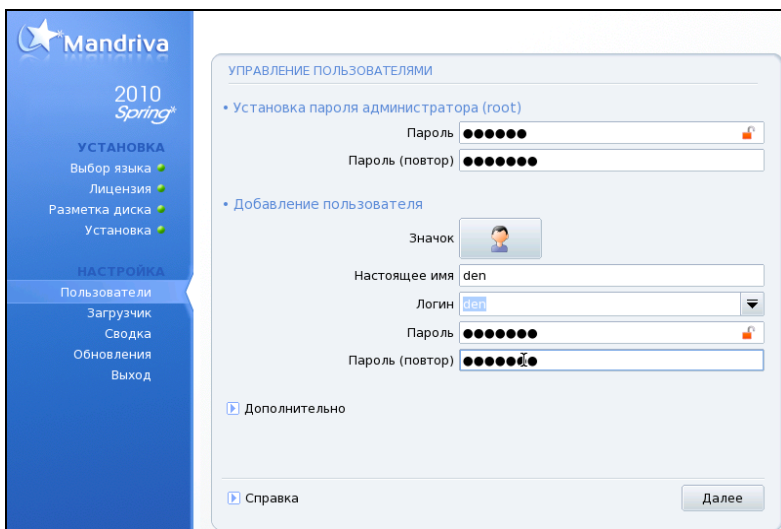 Mandriva
2010
Spring
УСТАНОВКА
Выбор языка
Лицензия
Разметка диска
Установка
НАСТРОЙКА
Пользователи
Загрузчик
Сводка
Обновления
Выход
УПРАВЛЕНИЕ ПОЛЬЗОВАТЕЛЯМИ
• Установка пароля администратора (root)
Пароль ●●●●●●
Пароль (повтор) ●●●●●●●
• Добавление пользователя
Значок
Настоящее имя den
Логин den
Пароль ●●●●●●●
Пароль (повтор) ●●●●●●●
Дополнительно
Справка
Далее